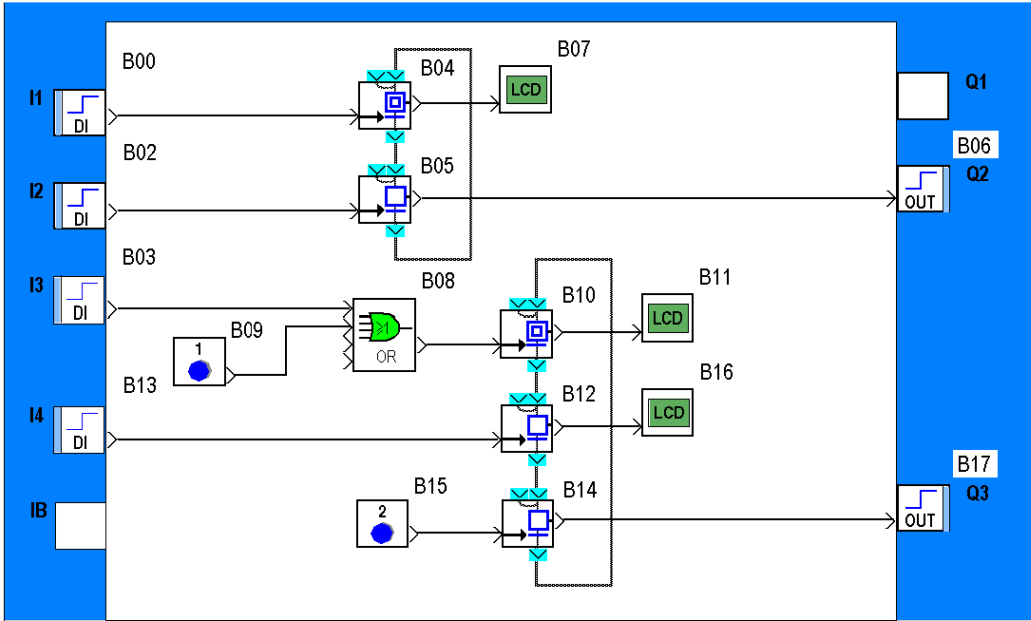 B00
B07
B04
LCD
I1
DI
Q1
B02
B06
B05
I2
DI
Q2
OUT
B03
B08
B10
B11
I3
DI
LCD
B09
≥1
OR
1
B13
B12
B16
I4
DI
LCD
B15
B14
B17
IB
2
Q3
OUT